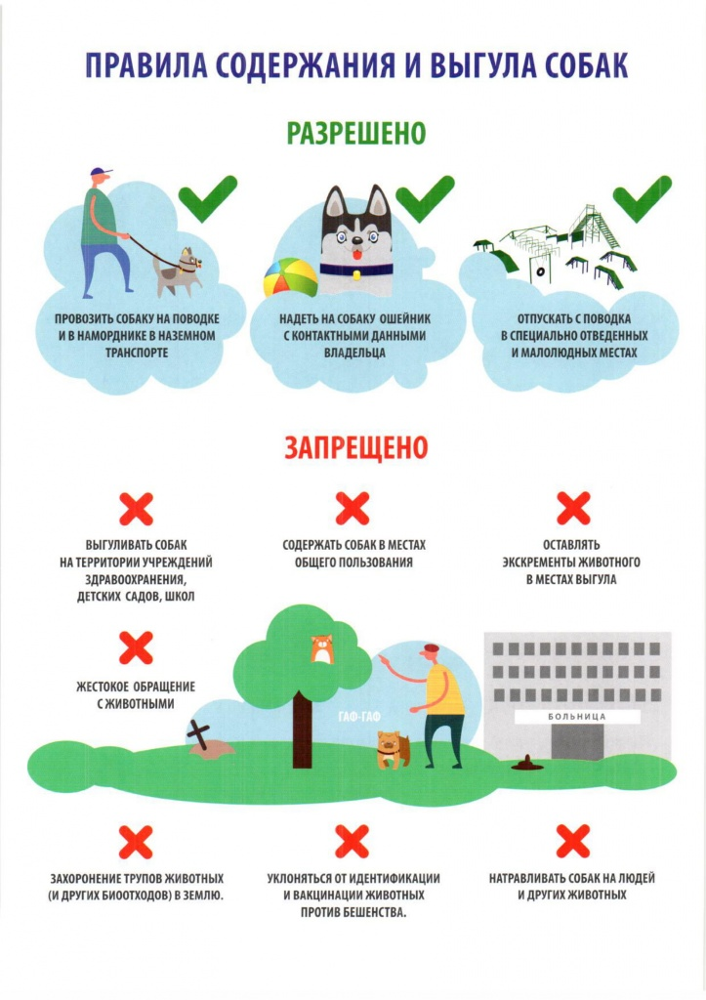 ПРАВИЛА СОДЕРЖАНИЯ И ВЫГУЛА СОБАК
РАЗРЕШЕНО
ПРОВОЗИТЬ СОБАКУ НА ПОВОДКЕ
И В НАМОРДНИКЕ В НАЗЕМНОМ
ТРАНСПОРТЕ
НАДЕТЬ НА СОБАКУ ОШЕЙНИК
С КОНТАКТНЫМИ ДАННЫМИ
ВЛАДЕЛЬЦА
ОТПУСКАТЬ С ПОВОДКА
В СПЕЦИАЛЬНО ОТВЕДЕННЫХ
И МАЛОЛЮДНЫХ МЕСТАХ
ЗАПРЕЩЕНО
ВЫГУЛИВАТЬ СОБАК
НА ТЕРРИТОРИИ УЧРЕЖДЕНИЙ
ЗДРАВООХРАНЕНИЯ,
ДЕТСКИХ САДОВ, ШКОЛ
СОДЕРЖАТЬ СОБАК В МЕСТАХ
ОБЩЕГО ПОЛЬЗОВАНИЯ
ОСТАВЛЯТЬ
ЭКСКРЕМЕНТЫ ЖИВОТНОГО
В МЕСТАХ ВЫГУЛА
ЖЕСТОКОЕ ОБРАЩЕНИЕ
С ЖИВОТНЫМИ
ГАФ-ГАФ
БОЛЬНИЦА
ЗАХОРОНЕНИЕ ТРУПОВ ЖИВОТНЫХ
(И ДРУГИХ БИООТХОДОВ) В ЗЕМЛЮ.
УКЛОНЯТЬСЯ ОТ ИДЕНТИФИКАЦИИ
И ВАКЦИНАЦИИ ЖИВОТНЫХ
ПРОТИВ БЕШЕНСТВА.
НАТРАВЛИВАТЬ СОБАК НА ЛЮДЕЙ
И ДРУГИХ ЖИВОТНЫХ